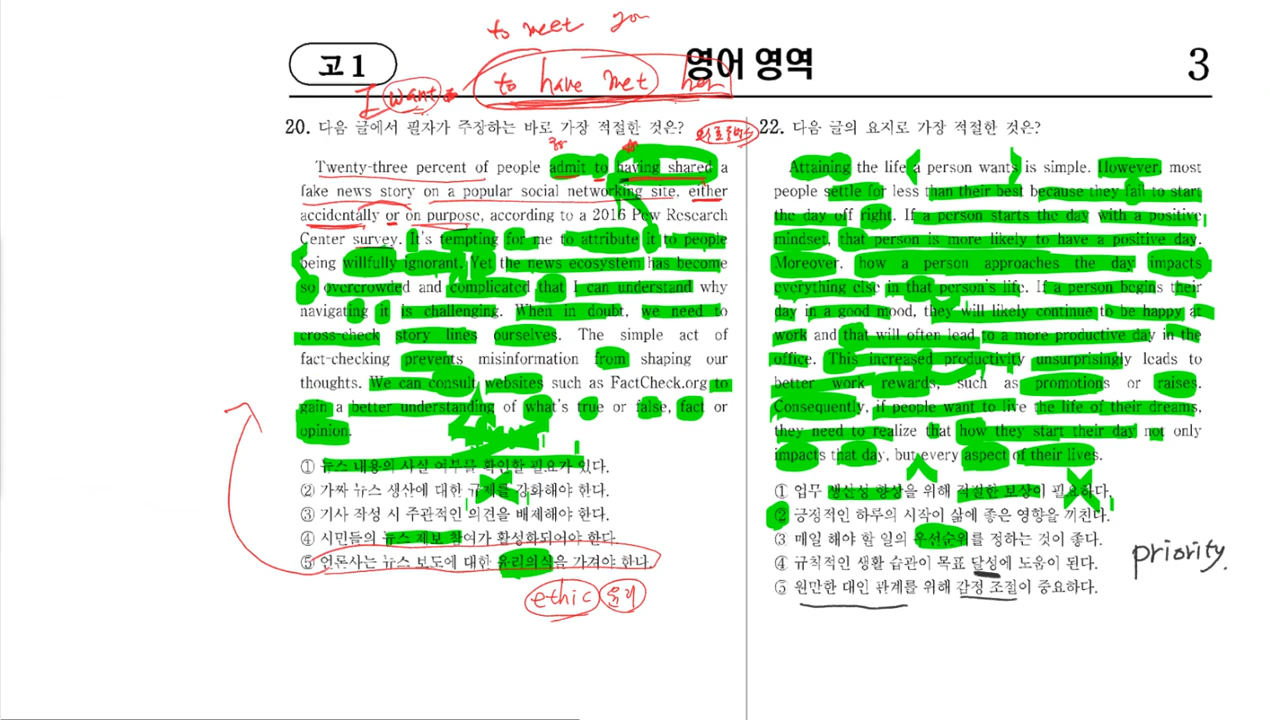 to meet you
고 1
영어 영역
3
I want to have met her
20. 다음 글에서 필자가 주장하는 바로 가장 적절한 것은?
Twenty-three percent of people admit to having shared a
fake news story on a popular social networking site, either
accidentally or on purpose, according to a 2016 Pew Research
Center survey. It's tempting for me to attribute it to people
being willfully ignorant. Yet the news ecosystem has become
so overcrowded and complicated that I can understand why
navigating it is challenging. When in doubt, we need to
cross-check story lines ourselves. The simple act of
fact-checking prevents misinformation from shaping our
thoughts. We can consult websites such as FactCheck.org to
gain a better understanding of what's true or false, fact or
opinion.
① 뉴스 내용의 사실 여부를 확인할 필요가 있다.
② 가짜 뉴스 생산에 대한 규제를 강화해야 한다.
③ 기사 작성 시 주관적인 의견을 배제해야 한다.
④ 시민들의 뉴스 제보 참여가 활성화되어야 한다.
⑤ 언론사는 뉴스 보도에 대한 윤리의식을 가져야 한다.
ethic 윤리
22. 다음 글의 요지로 가장 적절한 것은?
Attaining the life a person wants is simple. However, most
people settle for less than their best because they fail to start
the day off right. If a person starts the day with a positive
mindset, that person is more likely to have a positive day.
Moreover, how a person approaches the day impacts
everything else in that person's life. If a person begins their
day in a good mood, they will likely continue to be happy at
work and that will often lead to a more productive day in the
office. This increased productivity unsurprisingly leads to
better work rewards, such as promotions or raises.
Consequently, if people want to live the life of their dreams,
they need to realize that how they start their day not only
impacts that day, but every aspect of their lives.
① 업무 생산성 향상을 위해 적절한 보상이 필요하다.
② 긍정적인 하루의 시작이 삶에 좋은 영향을 끼친다.
③ 매일 해야 할 일의 우선순위를 정하는 것이 좋다.
④ 규칙적인 생활 습관이 목표 달성에 도움이 된다.
⑤ 원만한 대인 관계를 위해 감정 조절이 중요하다.
priority.